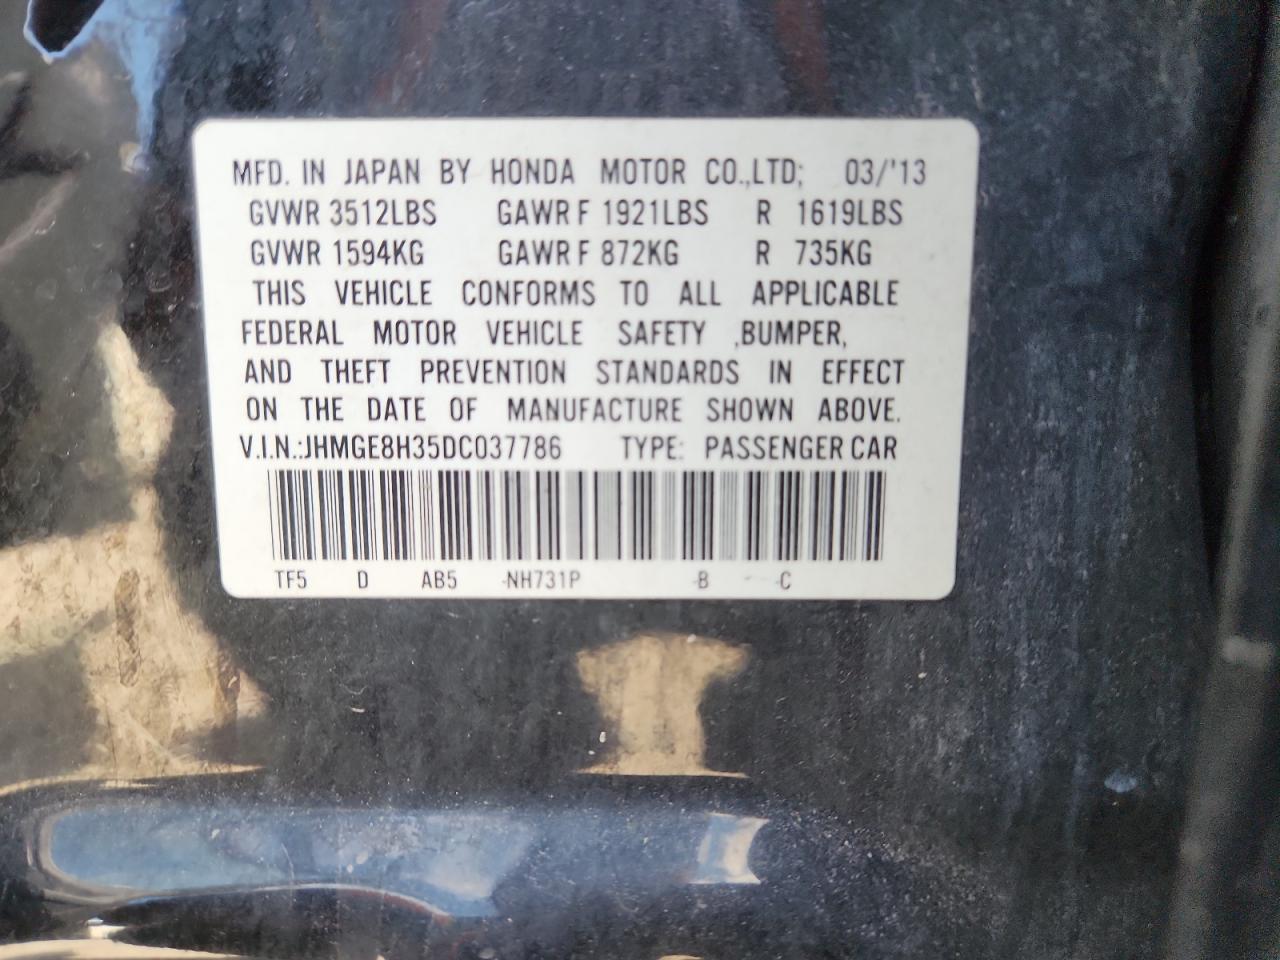 MFD. IN JAPAN BY HONDA MOTOR CO.,LTD; 03/'13
GVWR 3512LBS GAWR F 1921LBS R 1619LBS
GVWR 1594KG GAWR F 872KG R 735KG
THIS VEHICLE CONFORMS TO ALL APPLICABLE
FEDERAL MOTOR VEHICLE SAFETY ,BUMPER,
AND THEFT PREVENTION STANDARDS IN EFFECT
ON THE DATE OF MANUFACTURE SHOWN ABOVE.
V.I.N.:JHMGE8H35DC037786 TYPE: PASSENGER CAR
TF5 D AB5 -NH731P -B - -C